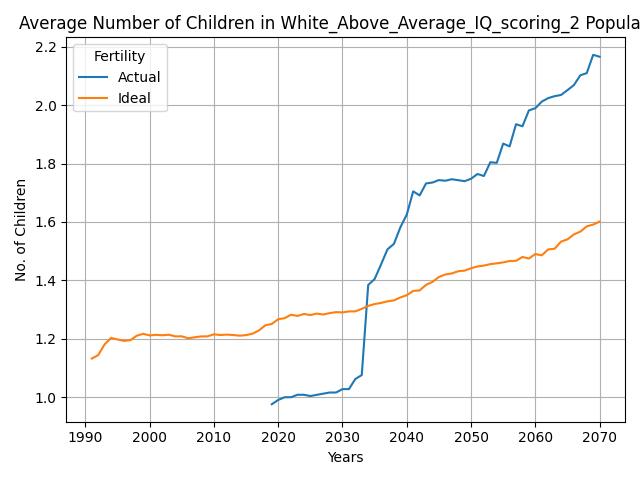 Average Number of Children in White_Above_Average_IQ_scoring_2 Popula
Fertility
Actual
Ideal
No. of Children
2.2
2.0
1.8
1.6
1.4
1.2
1.0
1990 2000 2010 2020 2030 2040 2050 2060 2070
Years